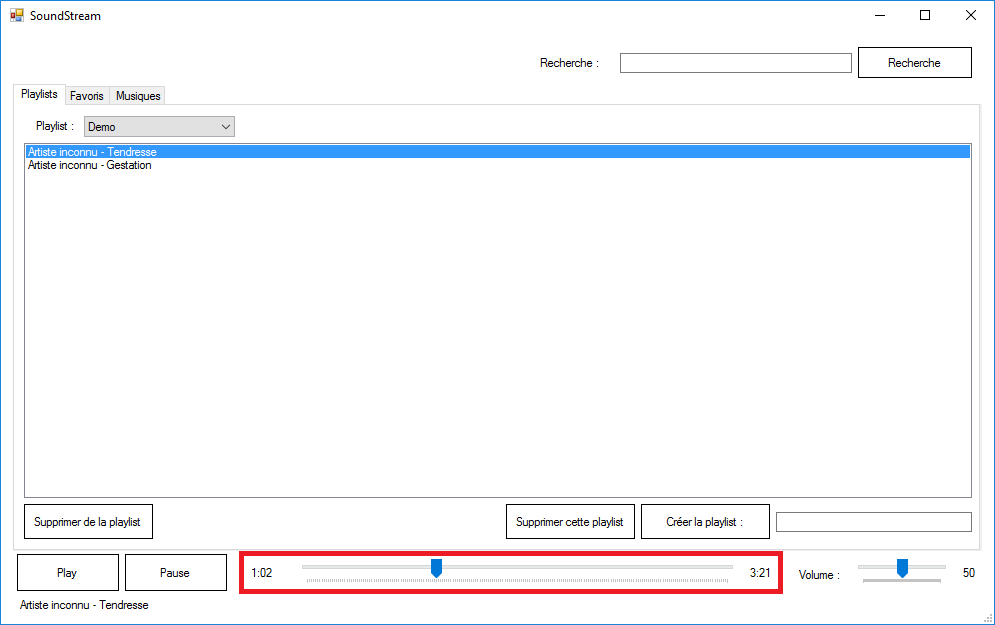 SoundStream
Recherche :
Recherche
Playlists Favoris Musiques
Playlist : Demo
Artiste inconnu - Tendresse
Artiste inconnu - Gestation
Supprimer de la playlist Supprimer cette playlist Créer la playlist :
Play Pause 1:02 3:21 Volume : 50
Artiste inconnu - Tendresse